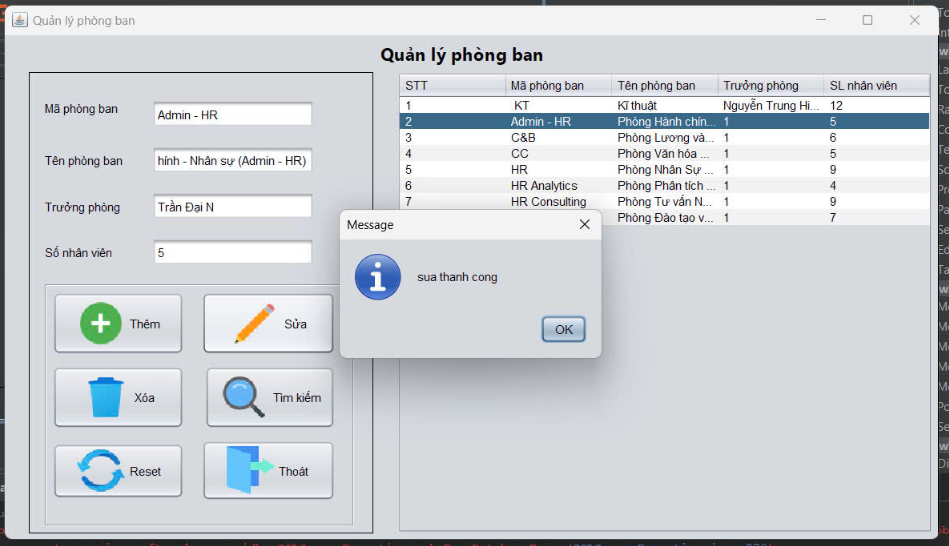 Quản lý phòng ban
Quản lý phòng ban
Mã phòng ban
Admin - HR
Tên phòng ban
hính - Nhân sự (Admin - HR)
Trưởng phòng
Trần Đại N
Số nhân viên
5
Thêm
Sửa
Xóa
Tìm kiếm
Reset
Thoát
STT Mã phòng ban Tên phòng ban Trưởng phòng SL nhân viên
1 KT Kĩ thuật Nguyễn Trung Hi... 12
2 Admin - HR Phòng Hành chín... 1 5
3 C&B Phòng Lương và... 1 6
4 CC Phòng Văn hóa ... 1 5
5 HR Phòng Nhân Sự ... 1 9
6 HR Analytics Phòng Phân tích ... 1 4
7 HR Consulting Phòng Tư vấn N... 1 9
Phòng Đào tạo v... 1 7
Message
sua thanh cong
OK